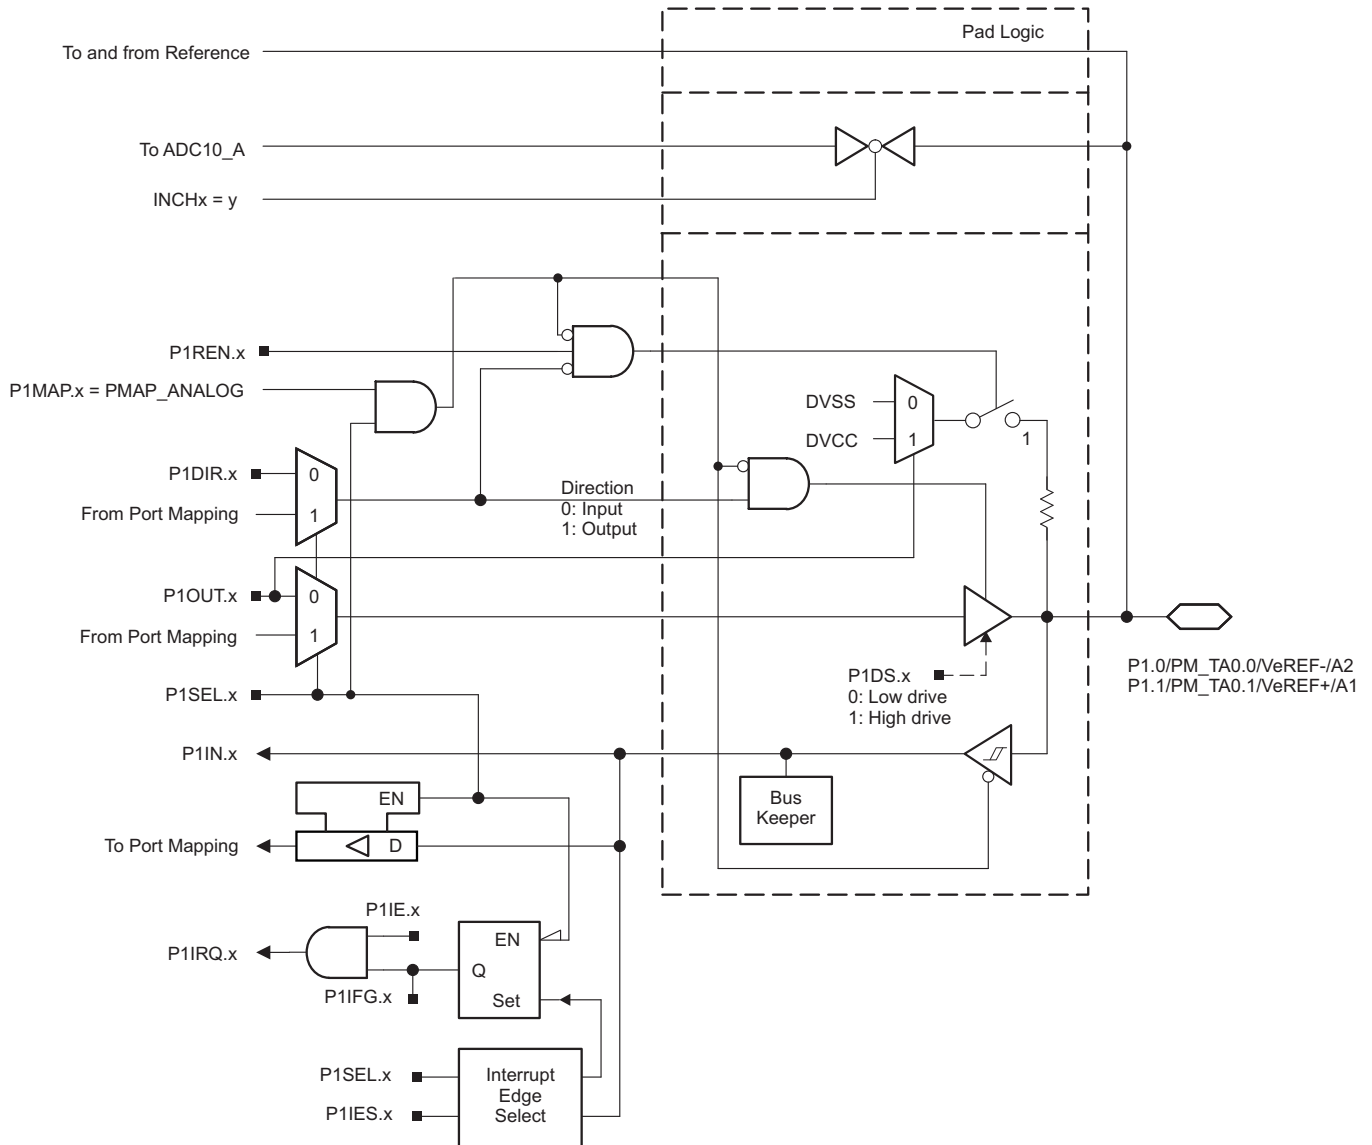 Pad Logic
To and from Reference
To ADC10_A
INCHx = y
P1REN.x
P1MAP.x = PMAP_ANALOG
DVSS
0
DVCC
1
1
P1DIR.x
0
From Port Mapping
1
Direction
0: Input
1: Output
P1OUT.x
0
From Port Mapping
1
P1SEL.x
P1DS.x
0: Low drive
1: High drive
P1.0/PM_TA0.0/VeREF-/A2
P1.1/PM_TA0.1/VeREF+/A1
P1IN.x
Bus
Keeper
EN
To Port Mapping
D
P1IE.x
P1IRQ.x
EN
Q
P1IFG.x
Set
P1SEL.x
P1IES.x
Interrupt
Edge
Select